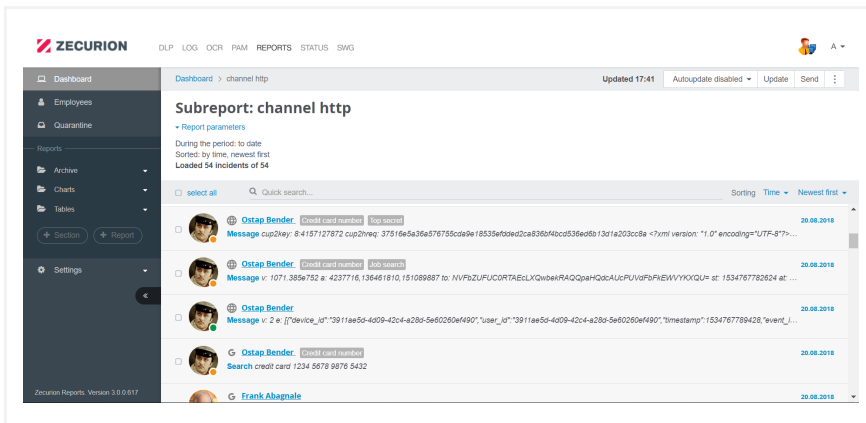 ZECURION
DLP LOG OCR PAM REPORTS STATUS SWG
A
Dashboard
Dashboard > channel http
Updated 17:41
Autoupdate disabled
Update
Send
Employees
Quarantine
Reports
Archive
Charts
Tables
+ Section
+ Report
Settings
«
Zecurion Reports. Version 3.0.0.617
Subreport: channel http
Report parameters
During the period: to date
Sorted: by time, newest first
Loaded 54 incidents of 54
select all
Quick search...
Sorting Time Newest first
Ostap Bender Credit card number Top secret 20.08.2018
Message cup2key: 8:4157127872 cup2hreq: 37516e5a36a576755cda9e18535efdded2ca836bf4bcd536ed6b13d1a203cc8a <?xml version: "1.0" encoding="UTF-8"?>...
Ostap Bender Credit card number Job search 20.08.2018
Message v: 1071.385e752 a: 4237716,136461810,151089887 to: NVFbZUFUC0RTAEcLXQwbekRAQQpaHQdcAUcPUVdFbFkEWVYKXQU= st: 1534767782624 at: ...
Ostap Bender 20.08.2018
Message v: 2 e: [{"device_id":"3911ae5d-4d09-42c4-a28d-5e60260ef490","user_id":"3911ae5d-4d09-42c4-a28d-5e60260ef490","timestamp":1534767789428,"event_i...
G Ostap Bender Credit card number 20.08.2018
Search credit card 1234 5678 9876 5432
G Frank Abagnale 20.08.2018